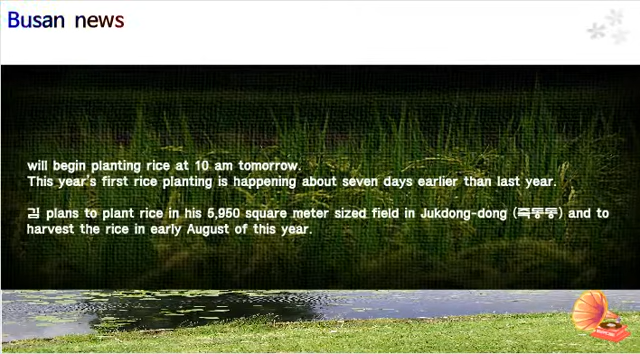 Busan news
will begin planting rice at 10 am tomorrow.
This year's first rice planting is happening about seven days earlier than last year.
김 plans to plant rice in his 5,950 square meter sized field in Jukdong-dong (죽동동) and to
harvest the rice in early August of this year.